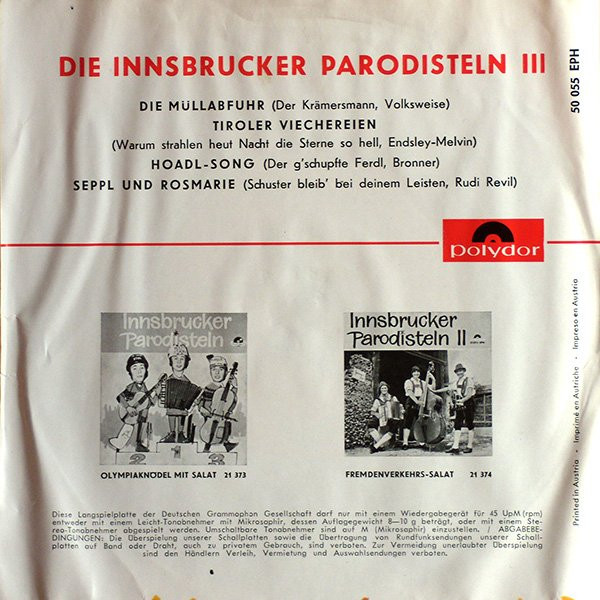 DIE INNSBRUCKER PARODISTELN III
50 055 EPH
DIE MÜLLABFUHR (Der Krämersmann, Volksweise)
TIROLER VIECHEREIEN
(Warum strahlen heut Nacht die Sterne so hell, Endsley-Melvin)
HOADL-SONG (Der g'schupfte Ferdl, Bronner)
SEPPL UND ROSMARIE (Schuster bleib' bei deinem Leisten, Rudi Revil)
polydor
Innsbrucker
Parodisteln
Innsbrucker
Parodisteln II
OLYMPIAKNÖDEL MIT SALAT 21 373
FREMDENVERKEHRS-SALAT 21 374
Diese Langspielplatte der Deutschen Grammophon Gesellschaft darf nur mit einem Wiedergabegerät für 45 UpM (rpm)
entweder mit einem Leicht-Tonabnehmer mit Mikrosaphir, dessen Auflagegewicht 8—10 g beträgt, oder mit einem Ste-
reo-Tonabnehmer abgespielt werden. Umschaltbare Tonabnehmer sind auf M (Mikrosaphir) einzustellen. / ABGABEBE-
DINGUNGEN: Die Überspielung unserer Schallplatten sowie die Übertragung von Rundfunksendungen unserer Schall-
platten auf Band oder Draht, auch zu privatem Gebrauch, sind verboten. Zur Vermeidung unerlaubter Überspielung
sind den Händlern Verleih, Vermietung und Auswahlsendungen verboten.
Printed in Austria • Imprimé en Autriche • Impreso en Austria